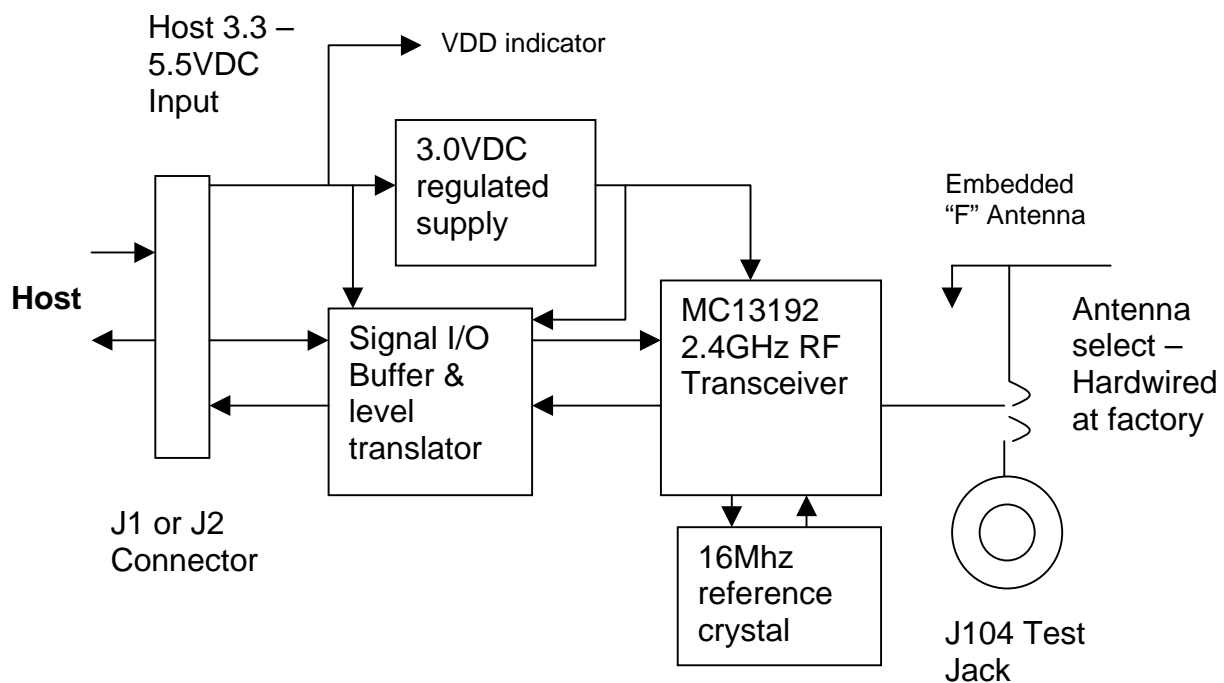 Host 3.3 –
5.5VDC
Input
VDD indicator
3.0VDC
regulated
supply
Embedded
“F” Antenna
Host
Signal I/O
Buffer &
level
translator
MC13192
2.4GHz RF
Transceiver
Antenna
select –
Hardwired
at factory
J1 or J2
Connector
16Mhz
reference
crystal
J104 Test
Jack